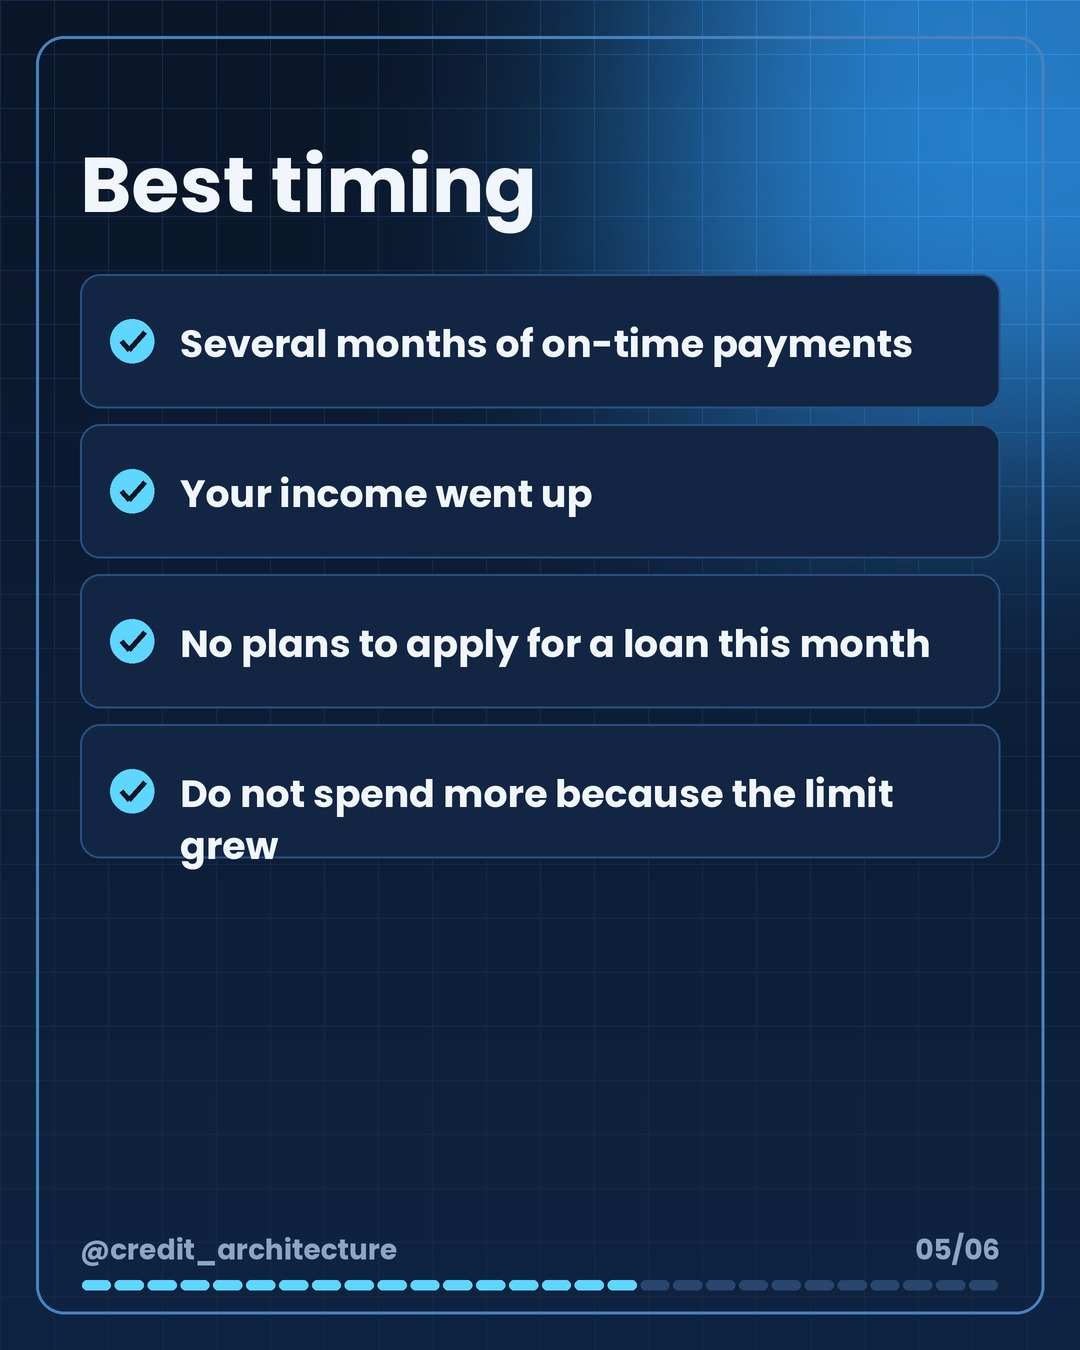 Best timing
Several months of on-time payments
Your income went up
No plans to apply for a loan this month
Do not spend more because the limit
grew
@credit_architecture
05/06